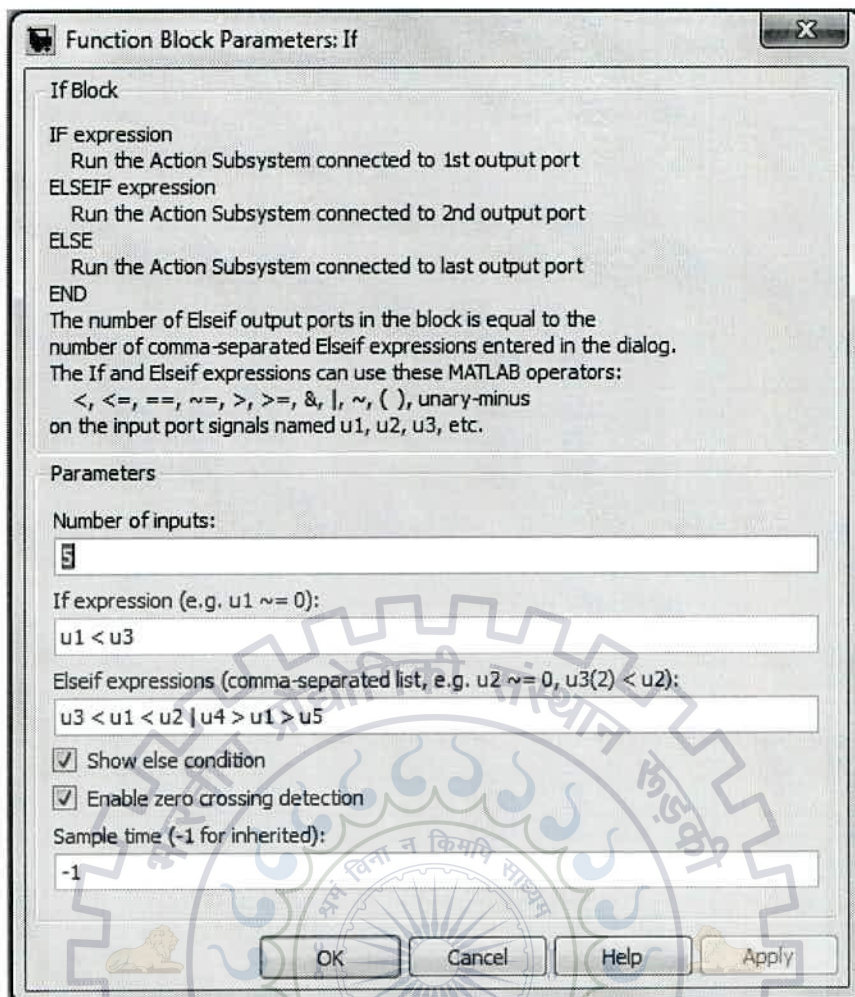 Function Block Parameters: If
If Block
IF expression
Run the Action Subsystem connected to 1st output port
ELSEIF expression
Run the Action Subsystem connected to 2nd output port
ELSE
Run the Action Subsystem connected to last output port
END
The number of Elseif output ports in the block is equal to the
number of comma-separated Elseif expressions entered in the dialog.
The If and Elseif expressions can use these MATLAB operators:
<, <=, ==, ~=, >, >=, &, |, ~, ( ), unary-minus
on the input port signals named u1, u2, u3, etc.
Parameters
Number of inputs:
5
If expression (e.g. u1 ~= 0):
u1 < u3
Elseif expressions (comma-separated list, e.g. u2 ~= 0, u3(2) < u2):
u3 < u1 < u2 | u4 > u1 > u5
Show else condition
Enable zero crossing detection
Sample time (-1 for inherited):
-1
OK Cancel Help Apply
भारतीय प्रौद्योगिकी संस्थान रूड़की
श्रमं विना न किमपि साध्यम्